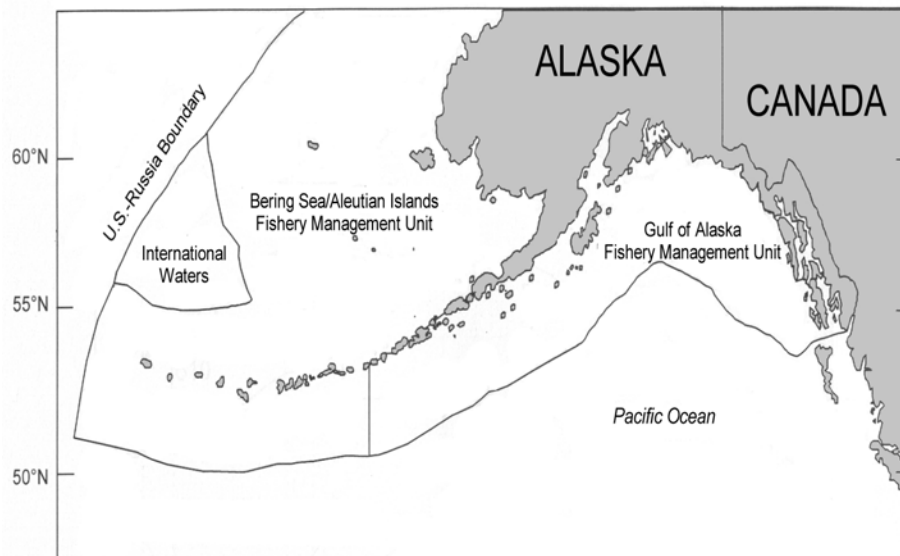 ALASKA
CANADA
60°N
U.S.-Russia Boundary
Bering Sea/Aleutian Islands
Fishery Management Unit
Gulf of Alaska
Fishery Management Unit
International
Waters
55°N
Pacific Ocean
50°N